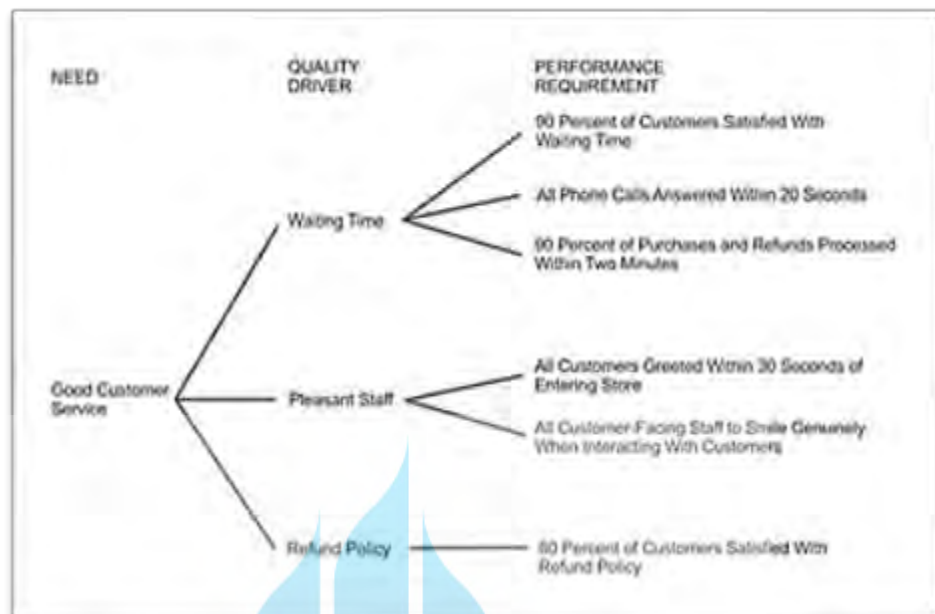 NEED
QUALITY
DRIVER
PERFORMANCE
REQUIREMENT
90 Percent of Customers Satisfied With
Waiting Time
All Phone Calls Answered Within 20 Seconds
Waiting Time
90 Percent of Purchases and Refunds Processed
Within Two Minutes
All Customers Greeted Within 30 Seconds of
Entering Store
Good Customer
Service
Pleasant Staff
All Customer-Facing Staff to Smile Genuinely
When Interacting With Customers
Refund Policy
Percent of Customers Satisfied With
Refund Policy